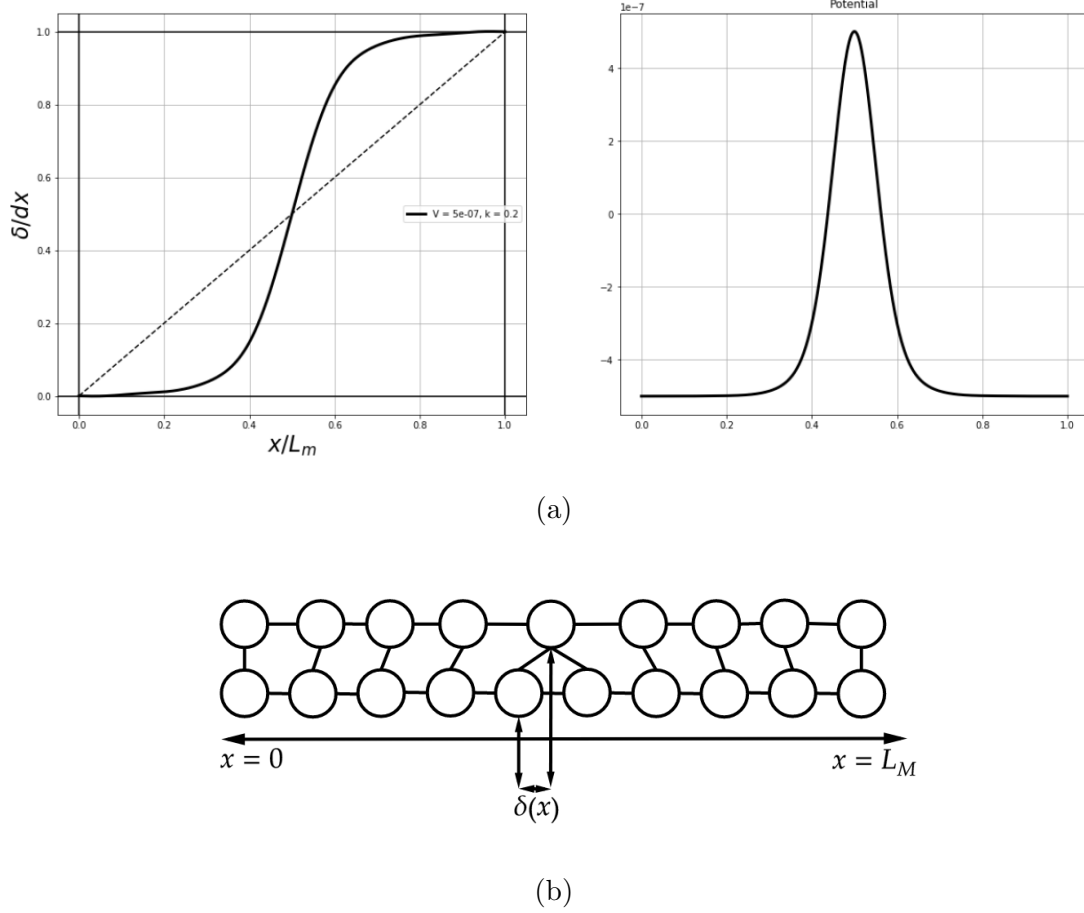 Potential
1e−7
1.0
0.8
0.6
0.4
0.2
0.0
δ/dx
V = 5e-07, k = 0.2
0.0 0.2 0.4 0.6 0.8 1.0
x/Lₘ
4
2
0
−2
−4
0.0 0.2 0.4 0.6 0.8 1.0
(a)
x = 0
x = L_M
δ(x)
(b)